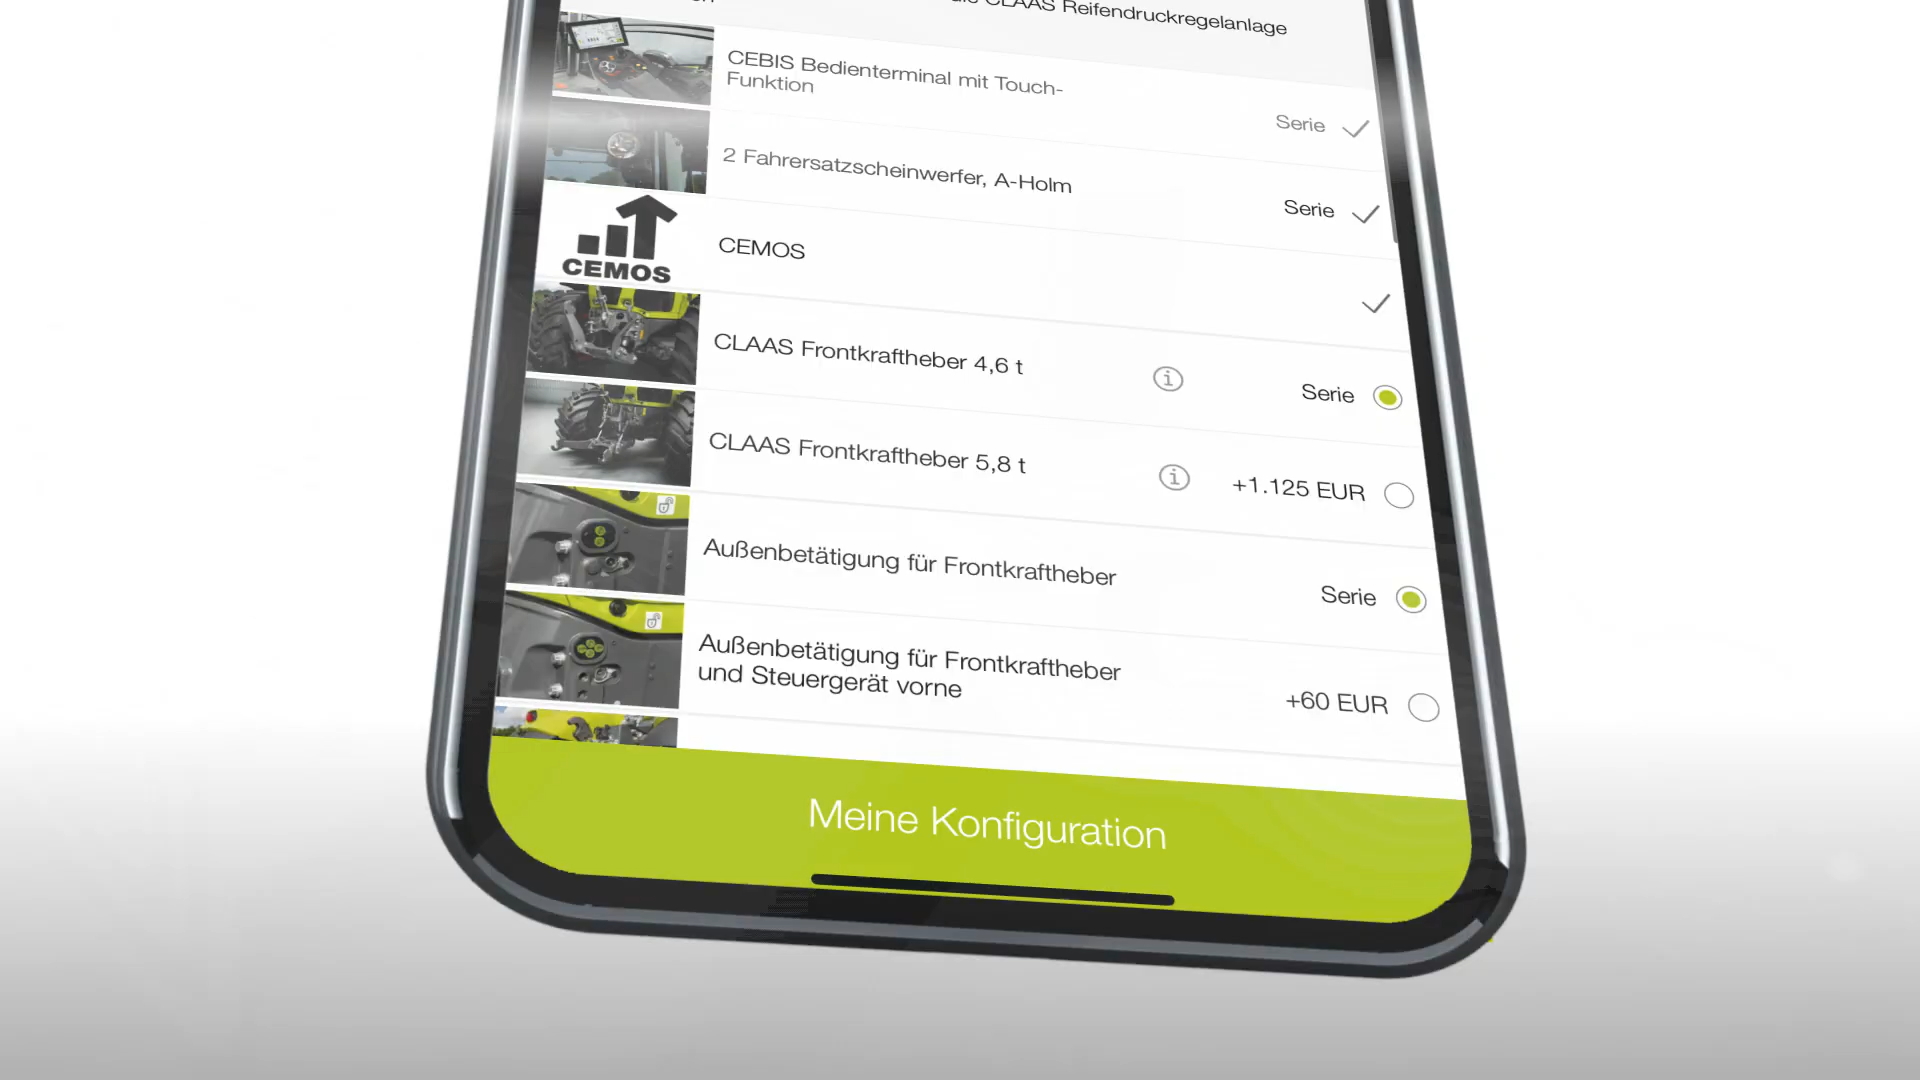 CLAAS Reifendruckregelanlage
CEBIS Bedienterminal mit Touch-
Funktion
Serie
2 Fahrersatzscheinwerfer, A-Holm
Serie
CEMOS
CEMOS
CLAAS Frontkraftheber 4,6 t
Serie
CLAAS Frontkraftheber 5,8 t
+1.125 EUR
Außenbetätigung für Frontkraftheber
Serie
Außenbetätigung für Frontkraftheber
und Steuergerät vorne
+60 EUR
Meine Konfiguration